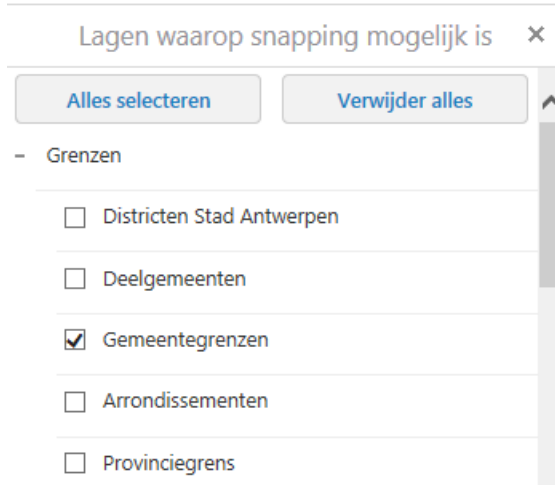 Lagen waarop snapping mogelijk is ×
Alles selecteren Verwijder alles
− Grenzen
Districten Stad Antwerpen
Deelgemeenten
Gemeentegrenzen
Arrondissementen
Provinciegrens